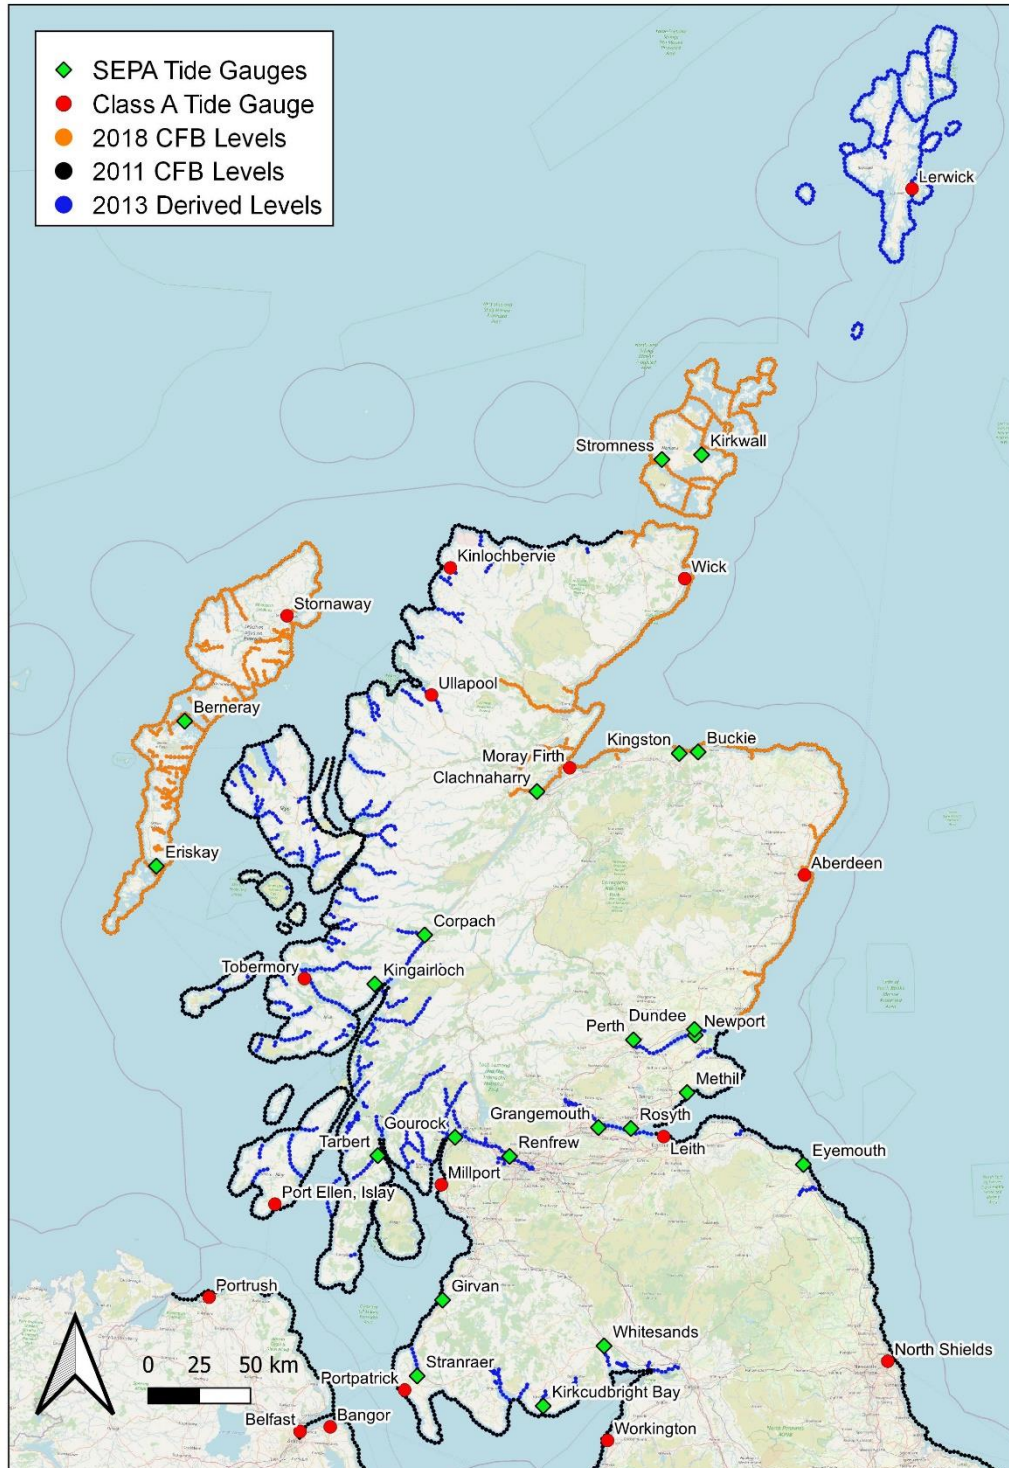 SEPA Tide Gauges
Class A Tide Gauge
2018 CFB Levels
2011 CFB Levels
2013 Derived Levels
Lerwick
Stromness
Kirkwall
Kinlochbervie
Wick
Stornaway
Ullapool
Berneray
Kingston
Buckie
Moray Firth
Clachnaharry
Eriskay
Aberdeen
Corpach
Tobermory
Kingairloch
Dundee
Perth
Newport
Methil
Grangemouth
Rosyth
Gourock
Tarbert
Renfrew
Leith
Eyemouth
Millport
Port Ellen, Islay
Portrush
Girvan
Whitesands
North Shields
0 25 50 km
Stranraer
Portpatrick
Kirkcudbright Bay
Belfast
Bangor
Workington